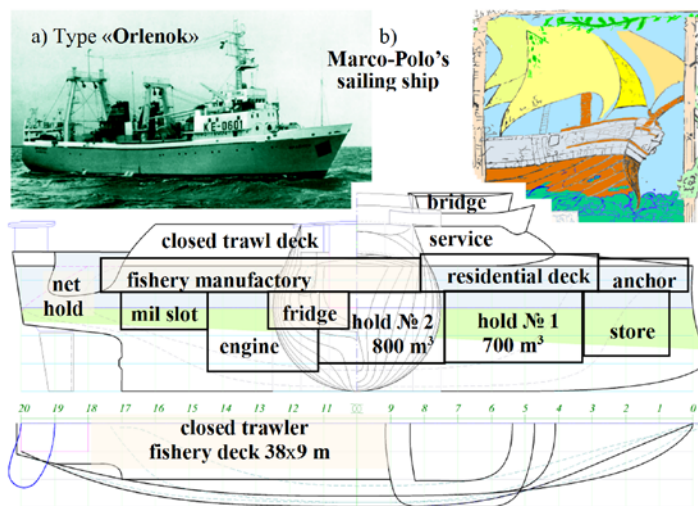 a) Type «Orlenok»
b)
Marco-Polo's
sailing ship
KE-0601
bridge
closed trawl deck
service
fishery manufactory
residential deck
anchor
net
hold
mil slot
fridge
hold № 2
800 m³
hold № 1
700 m³
store
engine
20 19 18 17 16 15 14 13 12 11 9 8 7 6 5 4 3 2 1 0
closed trawler
fishery deck 38x9 m